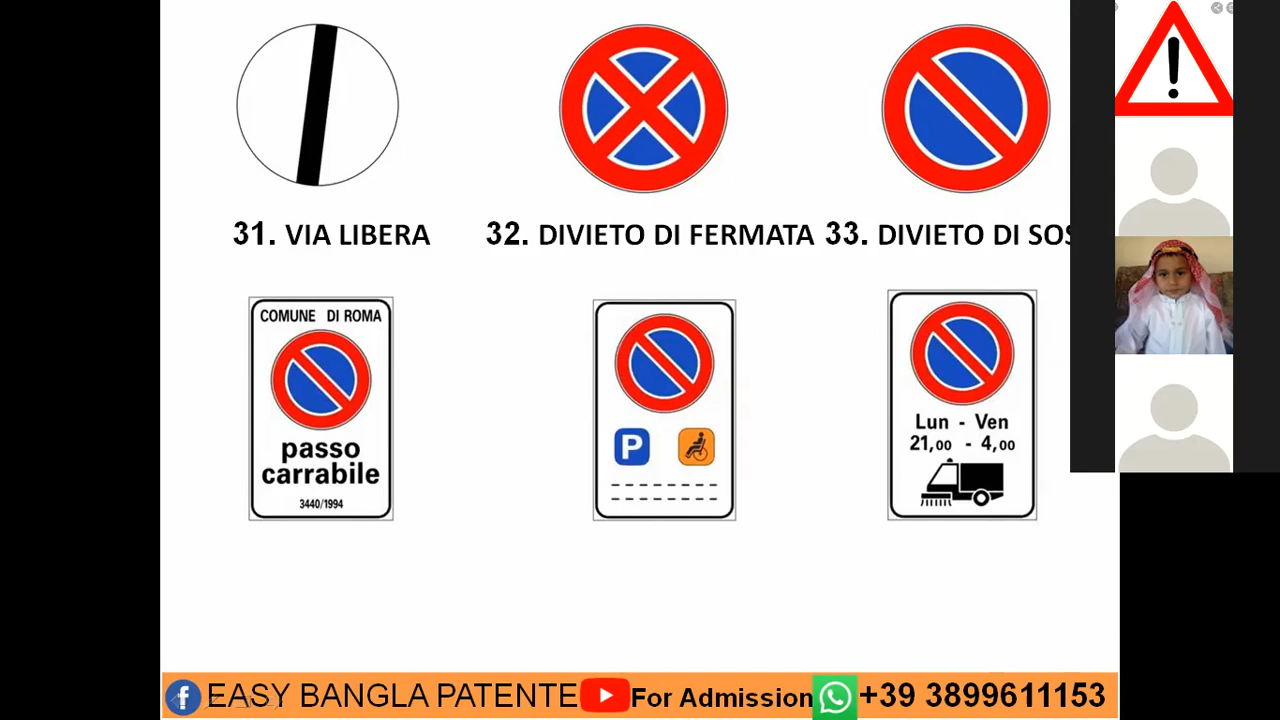 31. VIA LIBERA
32. DIVIETO DI FERMATA
33. DIVIETO DI SOS
COMUNE DI ROMA
passo
carrabile
3440/1994
P
Lun - Ven
21,00 - 4,00
EASY BANGLA PATENTE For Admission +39 3899611153